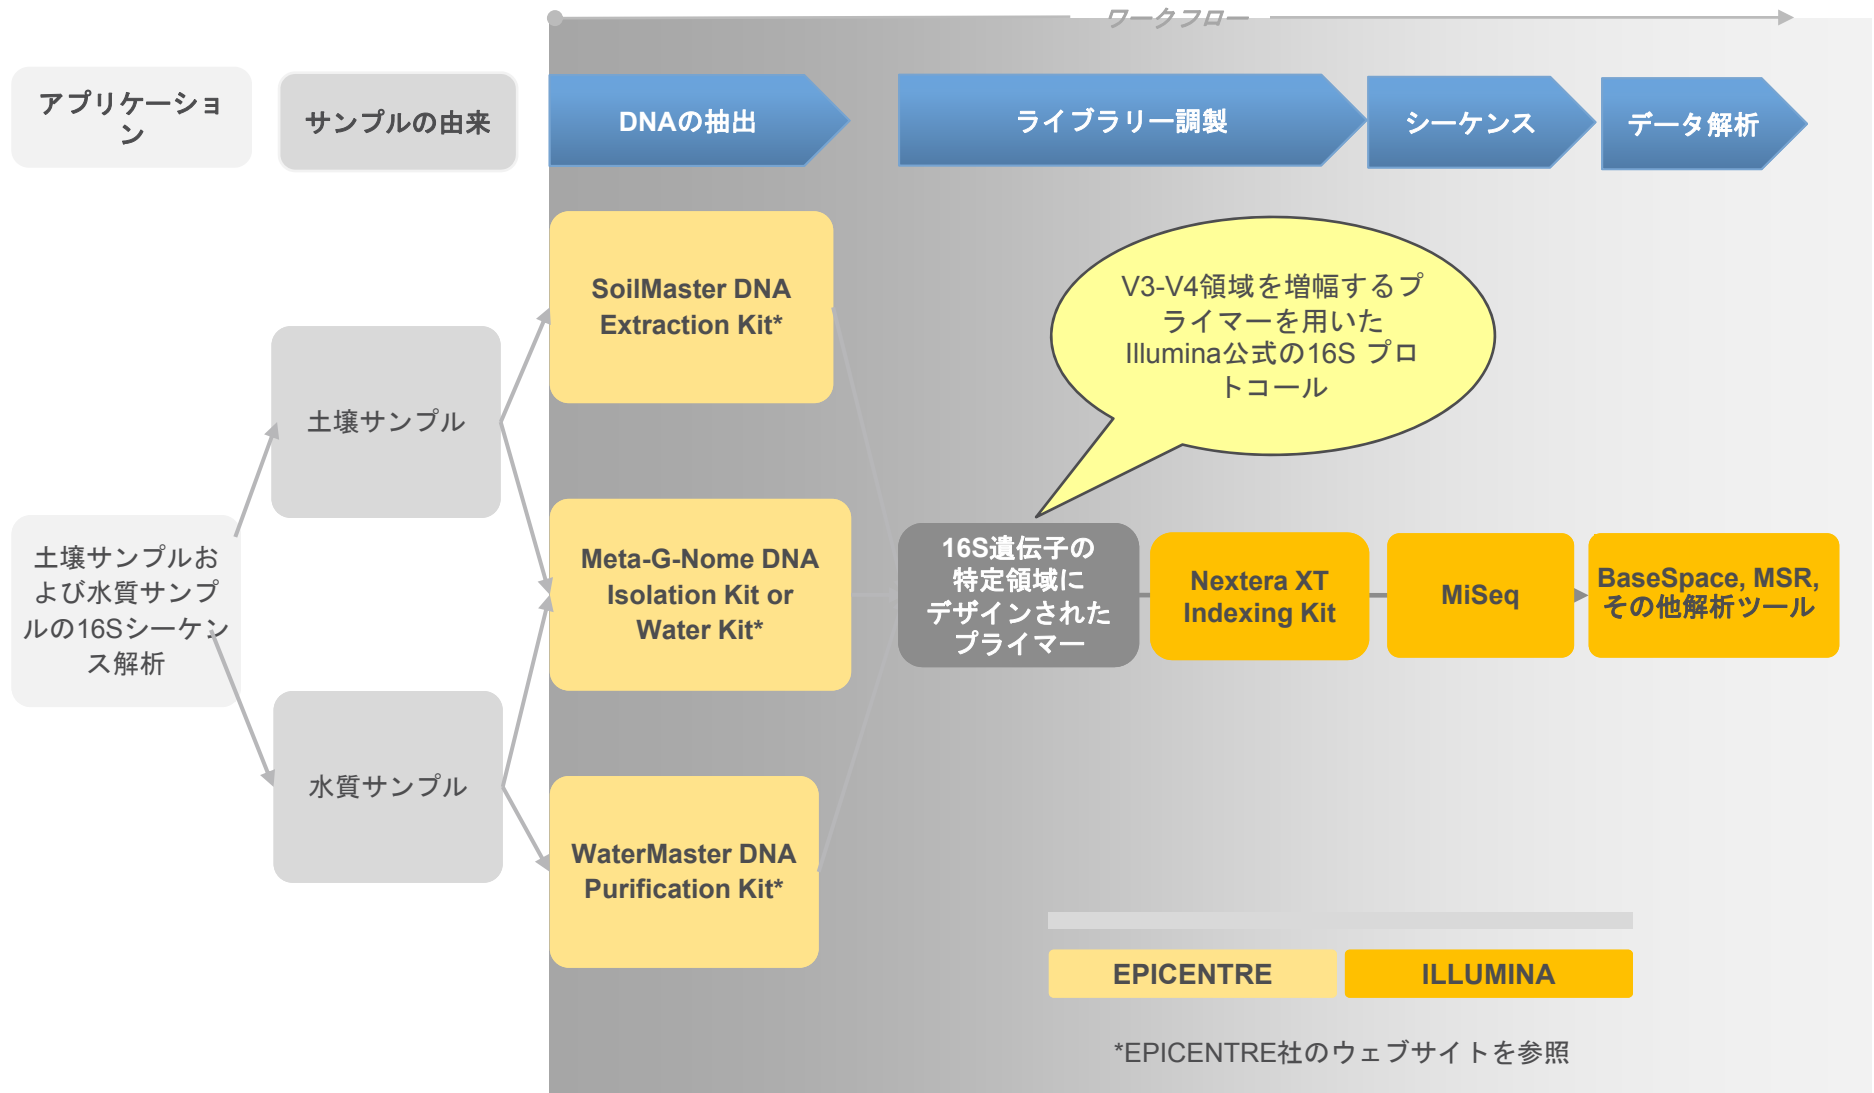 ワークフロー
アプリケーショ
ン
サンプルの由来
DNAの抽出
ライブラリー調製
シーケンス
データ解析
SoilMaster DNA
Extraction Kit*
V3-V4領域を増幅するプ
ライマーを用いた
Illumina公式の16S プロ
トコール
土壌サンプル
土壌サンプルお
よび水質サンプ
ルの16Sシーケン
ス解析
Meta-G-Nome DNA
Isolation Kit or
Water Kit*
16S遺伝子の
特定領域に
デザインされた
プライマー
Nextera XT
Indexing Kit
MiSeq
BaseSpace, MSR,
その他解析ツール
水質サンプル
WaterMaster DNA
Purification Kit*
EPICENTRE
ILLUMINA
*EPICENTRE社のウェブサイトを参照